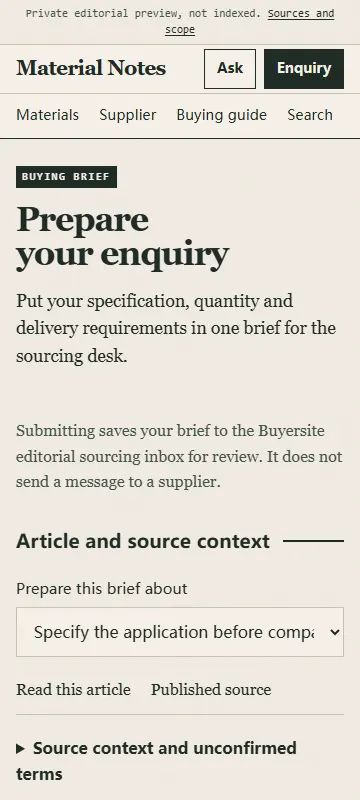 Private editorial preview, not indexed. Sources and
scope
Material Notes
Ask
Enquiry
Materials
Supplier
Buying guide
Search
BUYING BRIEF
Prepare
your enquiry
Put your specification, quantity and
delivery requirements in one brief for the
sourcing desk.
Submitting saves your brief to the Buyersite
editorial sourcing inbox for review. It does not
send a message to a supplier.
Article and source context
Prepare this brief about
Specify the application before compa
Read this article
Published source
Source context and unconfirmed
terms